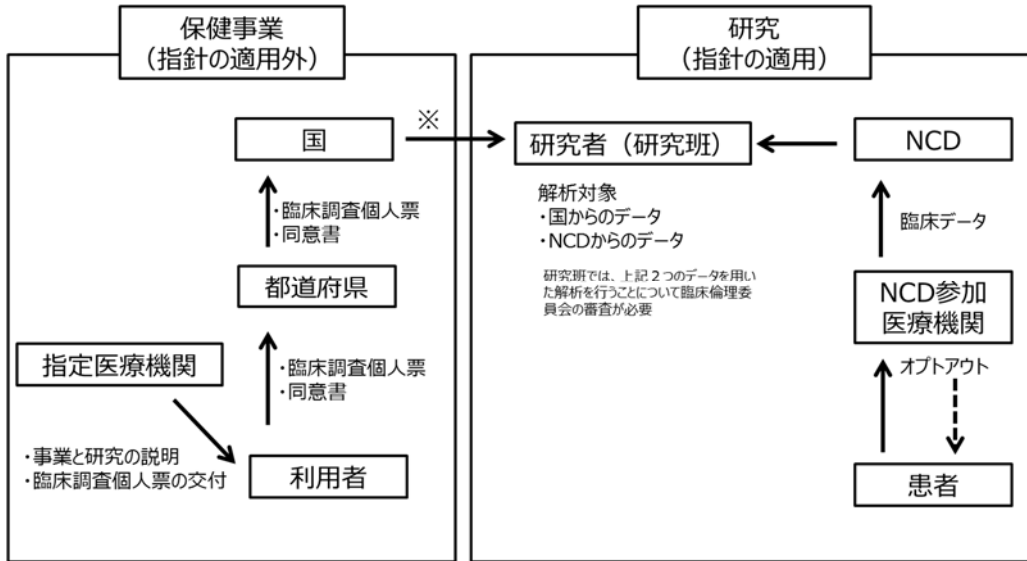 保健事業
(指針の適用外)
国
・臨床調査個人票
・同意書
都道府県
指定医療機関
・臨床調査個人票
・同意書
・事業と研究の説明
・臨床調査個人票の交付
利用者
※
研究
(指針の適用)
研究者(研究班)
NCD
解析対象
・国からのデータ
・NCDからのデータ
研究班では、上記2つのデータを用い
た解析を行うことについて臨床倫理委
員会の審査が必要
臨床データ
NCD参加
医療機関
オプトアウト
患者